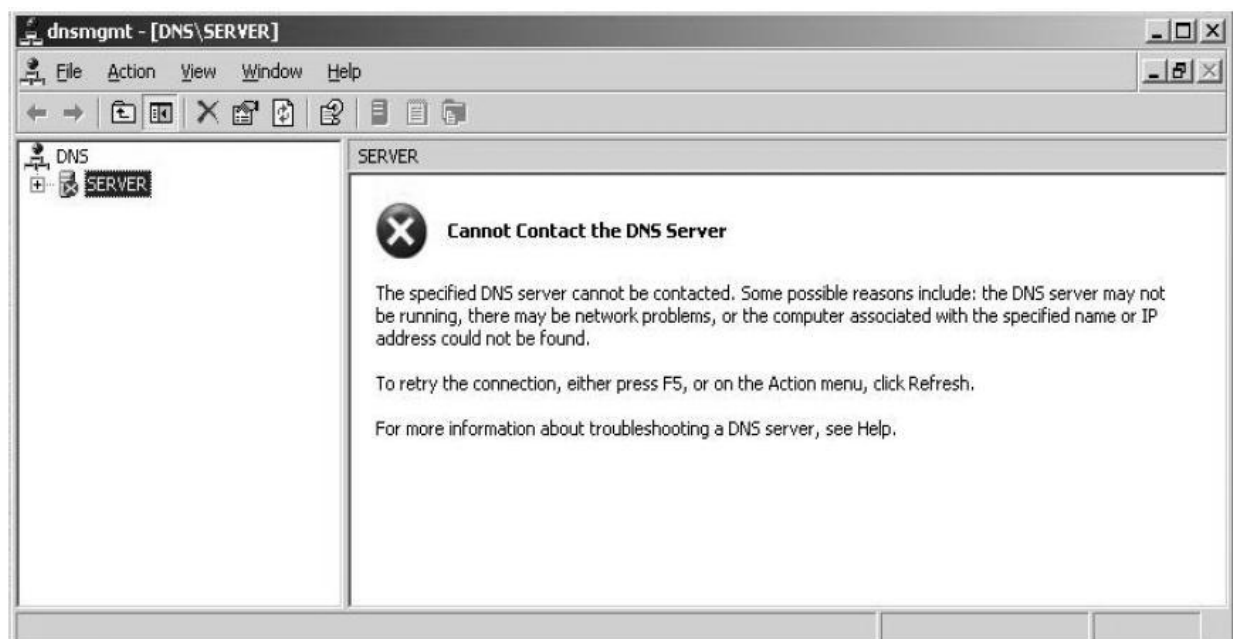 dnsmgmt - [DNS\SERVER]
File Action View Window Help
DNS
SERVER
SERVER
Cannot Contact the DNS Server
The specified DNS server cannot be contacted. Some possible reasons include: the DNS server may not
be running, there may be network problems, or the computer associated with the specified name or IP
address could not be found.
To retry the connection, either press F5, or on the Action menu, click Refresh.
For more information about troubleshooting a DNS server, see Help.